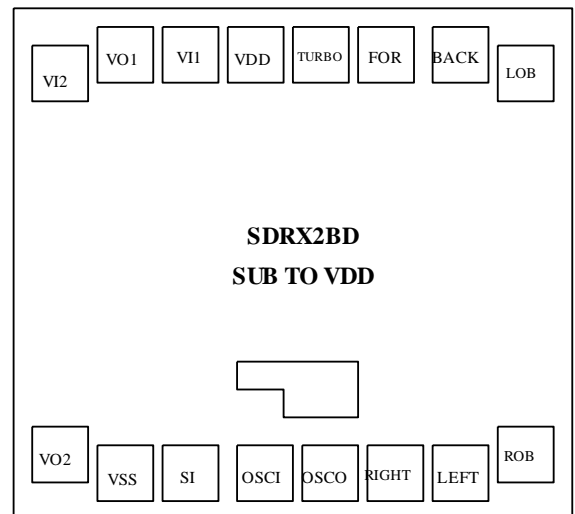 VI2 VO1 VI1 VDD TURBO FOR BACK LOB
SDRX2BD
SUB TO VDD
VO2 VSS SI OSCI OSCO RIGHT LEFT ROB